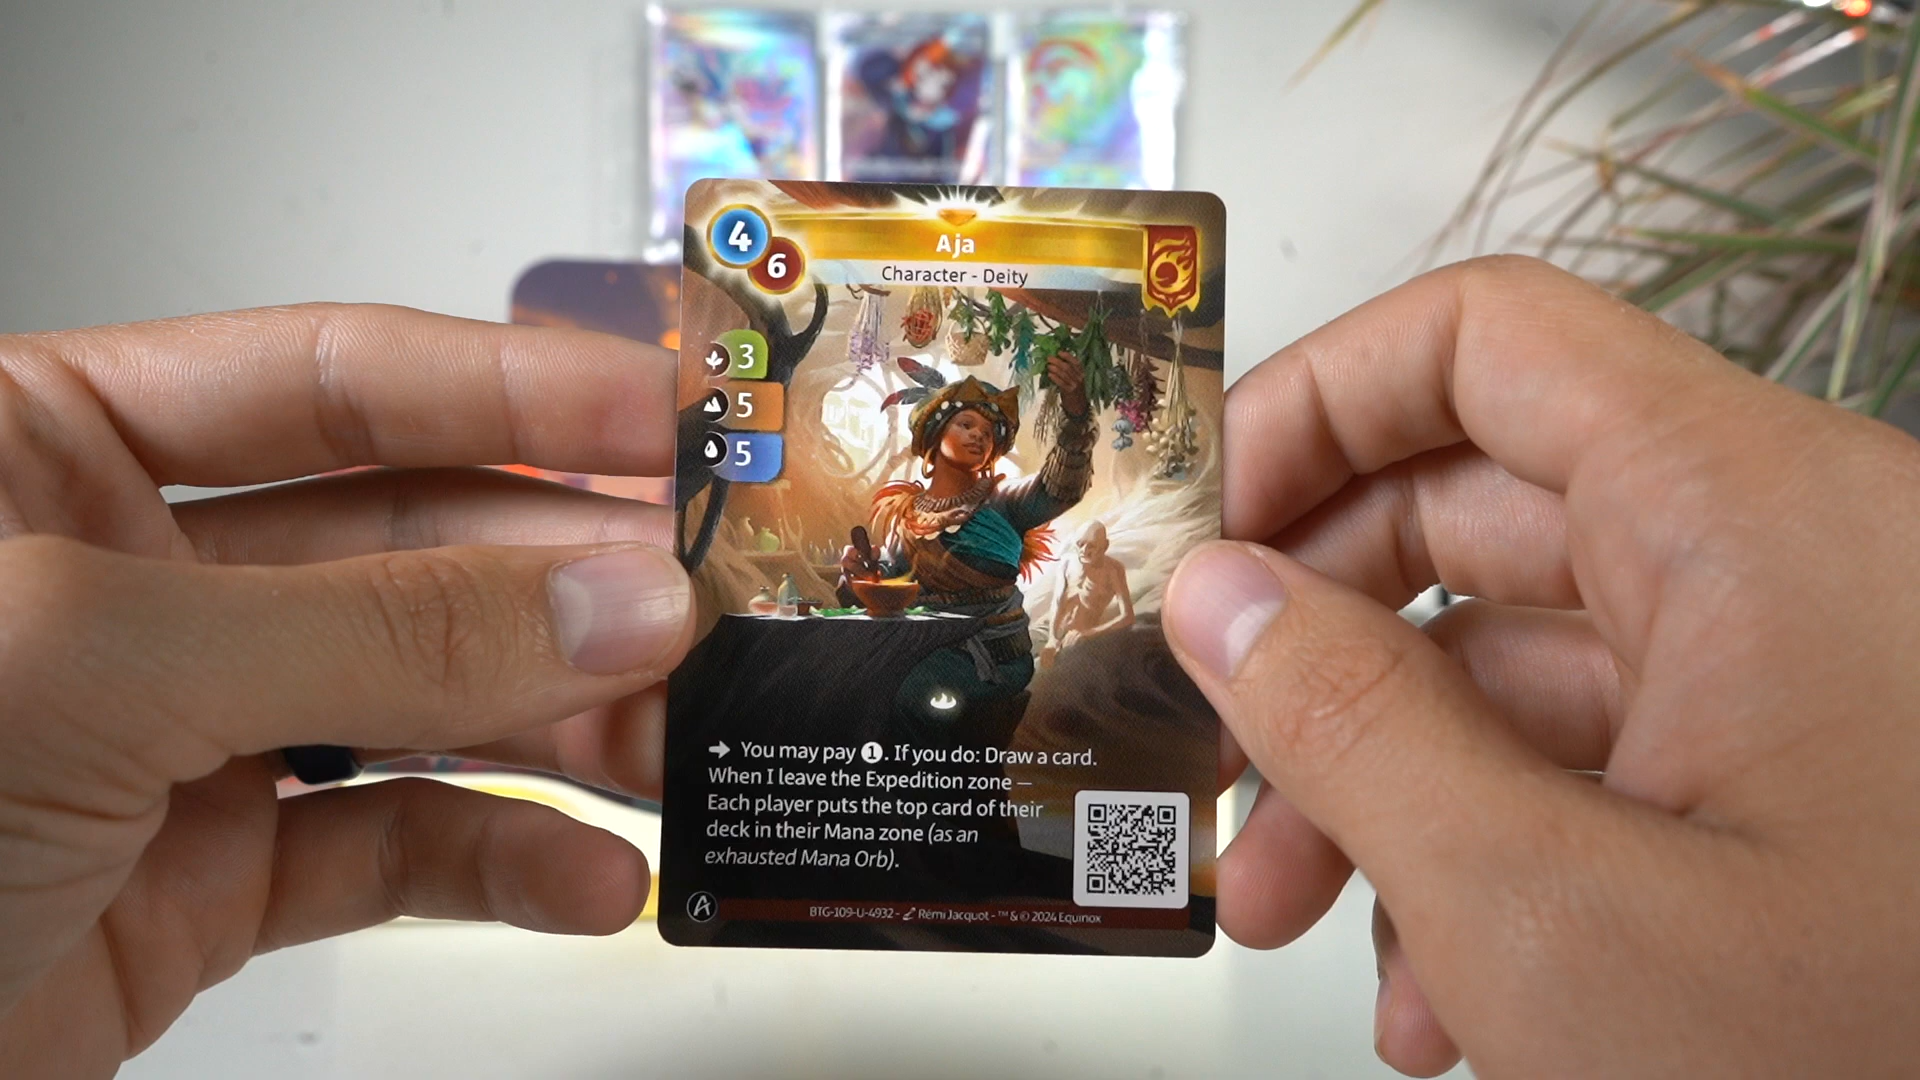 4
6
Aja
Character - Deity
3
5
5
You may pay 1. If you do: Draw a card.
When I leave the Expedition zone —
Each player puts the top card of their
deck in their Mana zone (as an
exhausted Mana Orb).
BTG-109-U-4932 - Rémi Jacquot - ™ & © 2024 Equinox